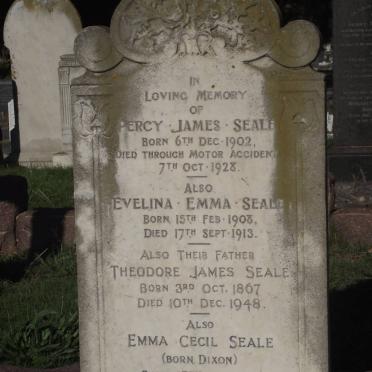 IN
LOVING MEMORY
OF
PERCY · JAMES · SEALE
BORN 6TH DEC · 1902,
DIED THROUGH MOTOR ACCIDENT
7TH OCT · 1928.
ALSO
EVELINA · EMMA · SEALE
BORN 15TH FEB · 1908,
DIED 17TH SEPT · 1913.
ALSO THEIR FATHER
THEODORE JAMES SEALE
BORN 3RD OCT. 1867
DIED 10TH DEC. 1948.
ALSO
EMMA CECIL SEALE
(BORN DIXON)